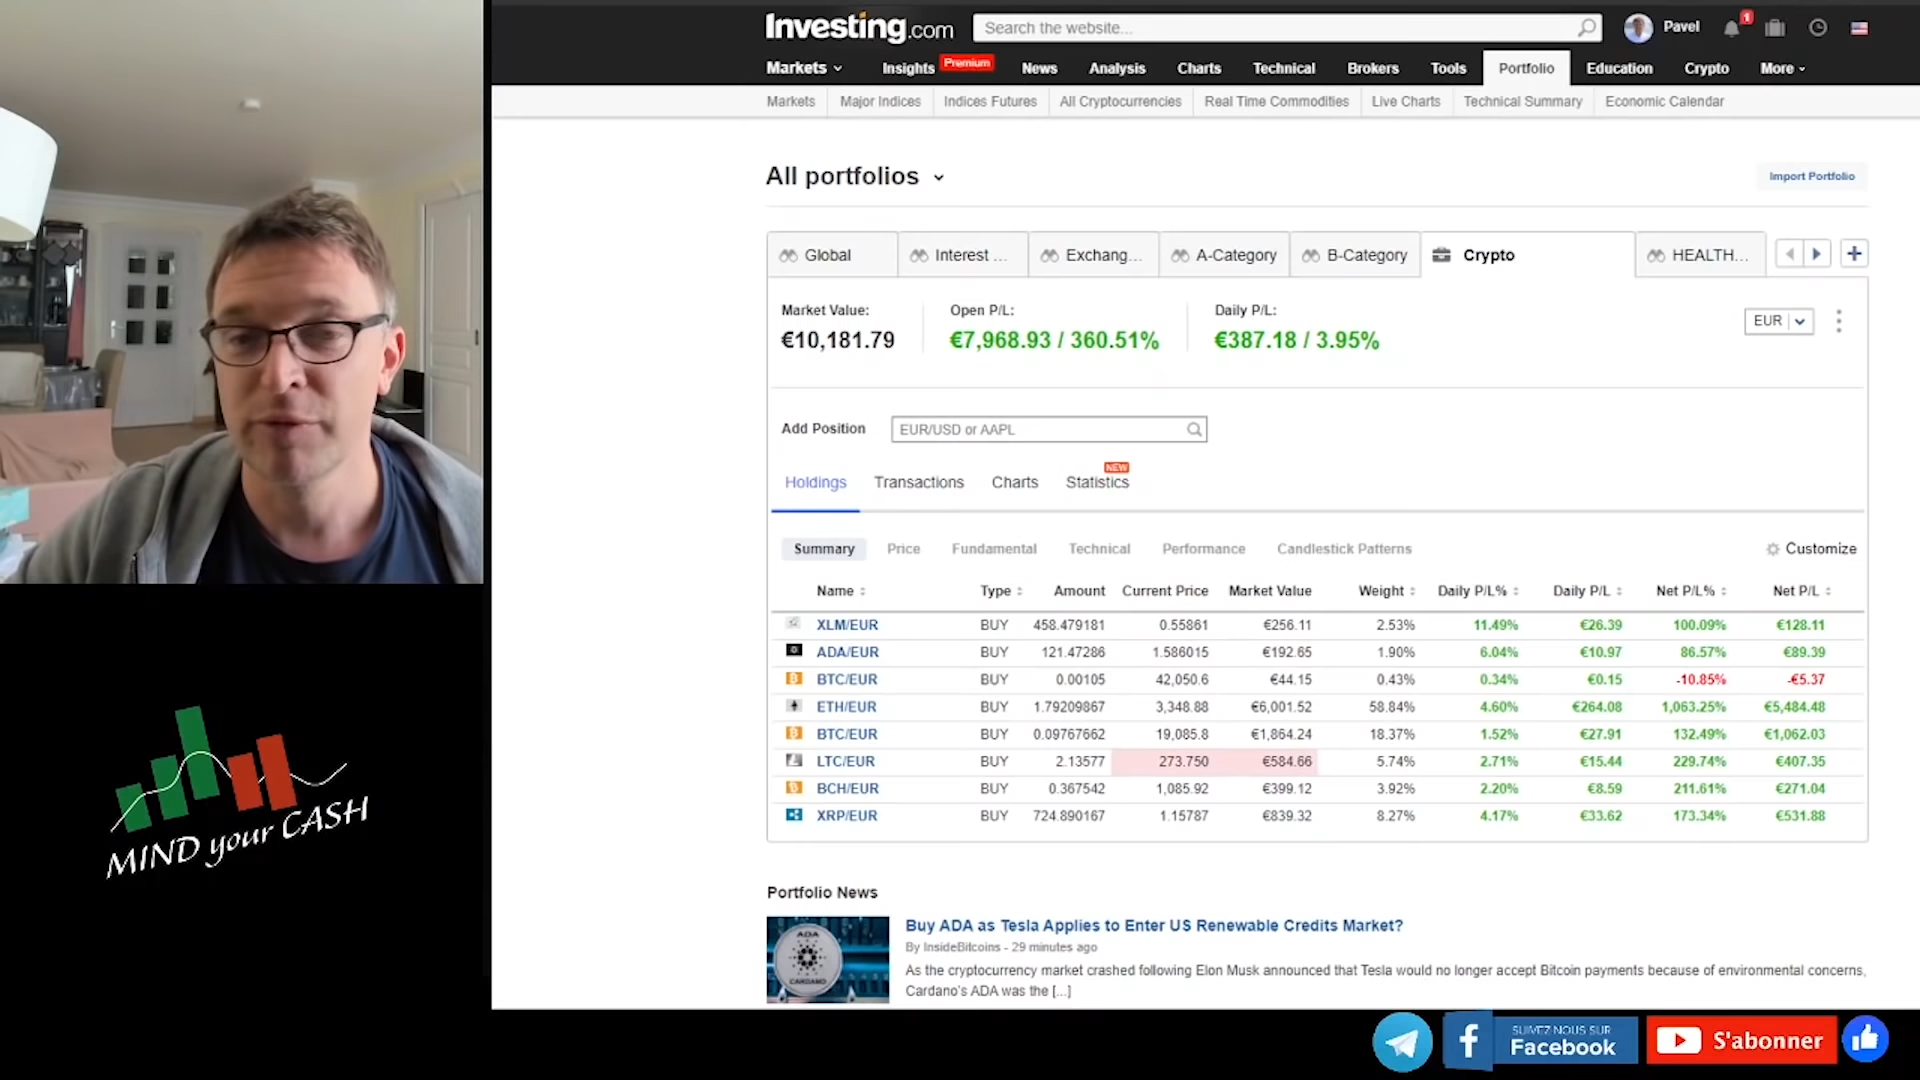 Investing.com
Search the website...
Pavel
1
Markets
Insights
Premium
News
Analysis
Charts
Technical
Brokers
Tools
Portfolio
Education
Crypto
More
Markets
Major Indices
Indices Futures
All Cryptocurrencies
Real Time Commodities
Live Charts
Technical Summary
Economic Calendar
All portfolios
Import Portfolio
Global
Interest ...
Exchang...
A-Category
B-Category
Crypto
HEALTH...
Market Value:
€10,181.79
Open P/L:
€7,968.93 / 360.51%
Daily P/L:
€387.18 / 3.95%
EUR
Add Position
EUR/USD or AAPL
Holdings
Transactions
Charts
Statistics
NEW
Summary
Price
Fundamental
Technical
Performance
Candlestick Patterns
Customize
Name Type Amount Current Price Market Value Weight Daily P/L% Daily P/L Net P/L% Net P/L
XLM/EUR BUY 458.479181 0.55861 €256.11 2.53% 11.49% €26.39 100.09% €128.11
ADA/EUR BUY 121.47286 1.586015 €192.65 1.90% 6.04% €10.97 86.57% €89.39
BTC/EUR BUY 0.00105 42,050.6 €44.15 0.43% 0.34% €0.15 -10.85% -€5.37
ETH/EUR BUY 1.79209867 3,348.88 €6,001.52 58.84% 4.60% €264.08 1,063.25% €5,484.48
BTC/EUR BUY 0.09767662 19,085.8 €1,864.24 18.37% 1.52% €27.91 132.49% €1,062.03
LTC/EUR BUY 2.13577 273.750 €584.66 5.74% 2.71% €15.44 229.74% €407.35
BCH/EUR BUY 0.367542 1,085.92 €399.12 3.92% 2.20% €8.59 211.61% €271.04
XRP/EUR BUY 724.890167 1.15787 €839.32 8.27% 4.17% €33.62 173.34% €531.88
Portfolio News
Buy ADA as Tesla Applies to Enter US Renewable Credits Market?
By InsideBitcoins - 29 minutes ago
As the cryptocurrency market crashed following Elon Musk announced that Tesla would no longer accept Bitcoin payments because of environmental concerns,
Cardano's ADA was the [...]
ADA
CARDANO
MIND your CASH
SUIVEZ NOUS SUR
Facebook
S'abonner